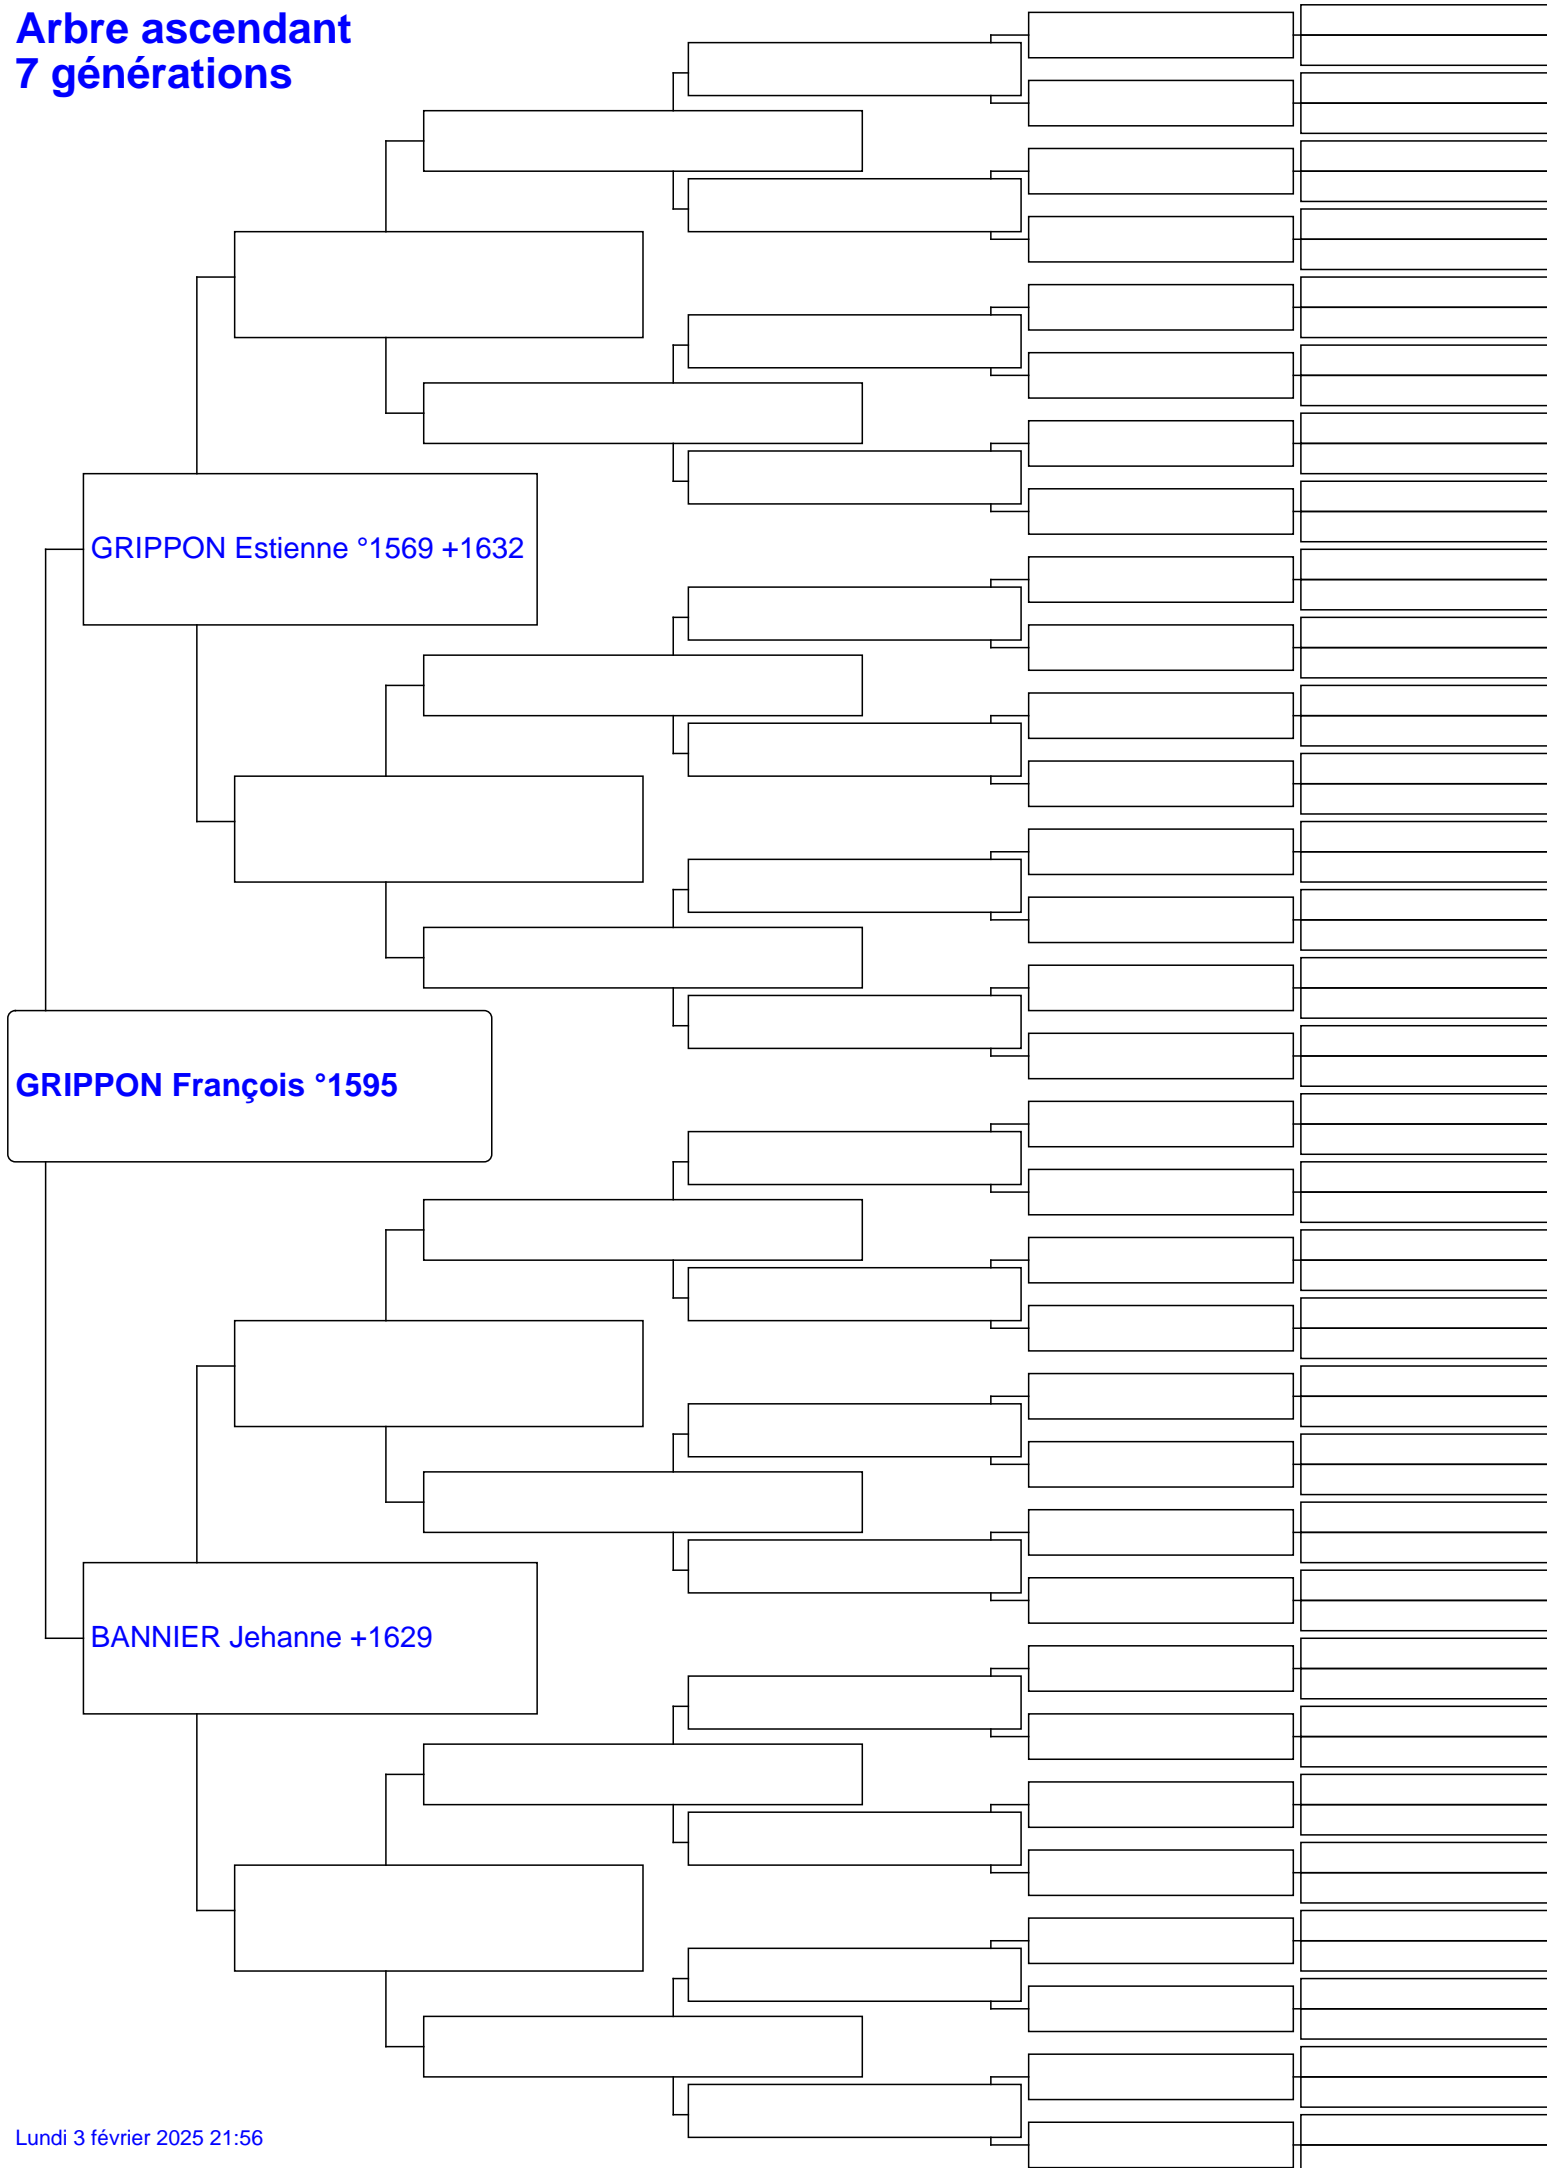 Arbre ascendant
7 générations
GRIPPON Estienne °1569 +1632
GRIPPON François °1595
BANNIER Jehanne +1629
Lundi 3 février 2025 21:56